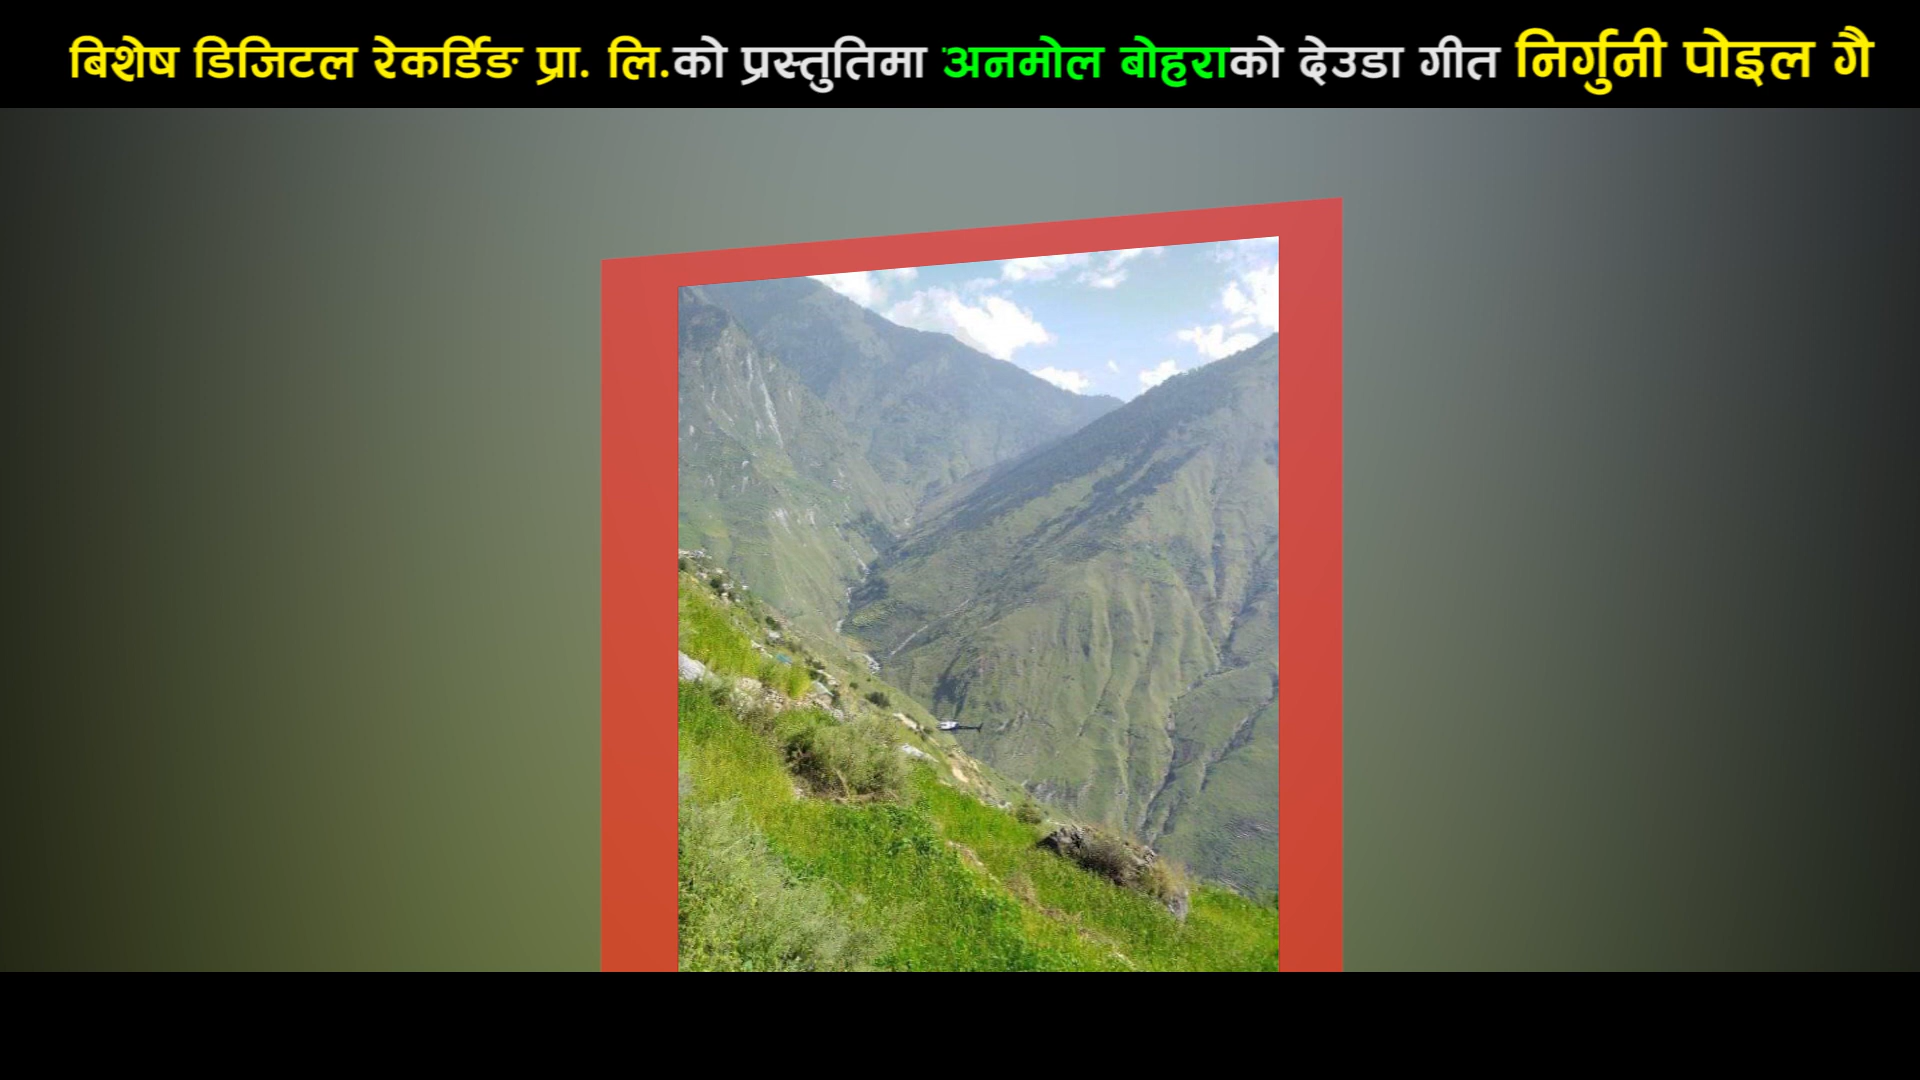 बिशेष डिजिटल रेकर्डिङ प्रा. लि.को प्रस्तुतिमा अनमोल बोहराको देउडा गीत निर्गुनी पोइल गै